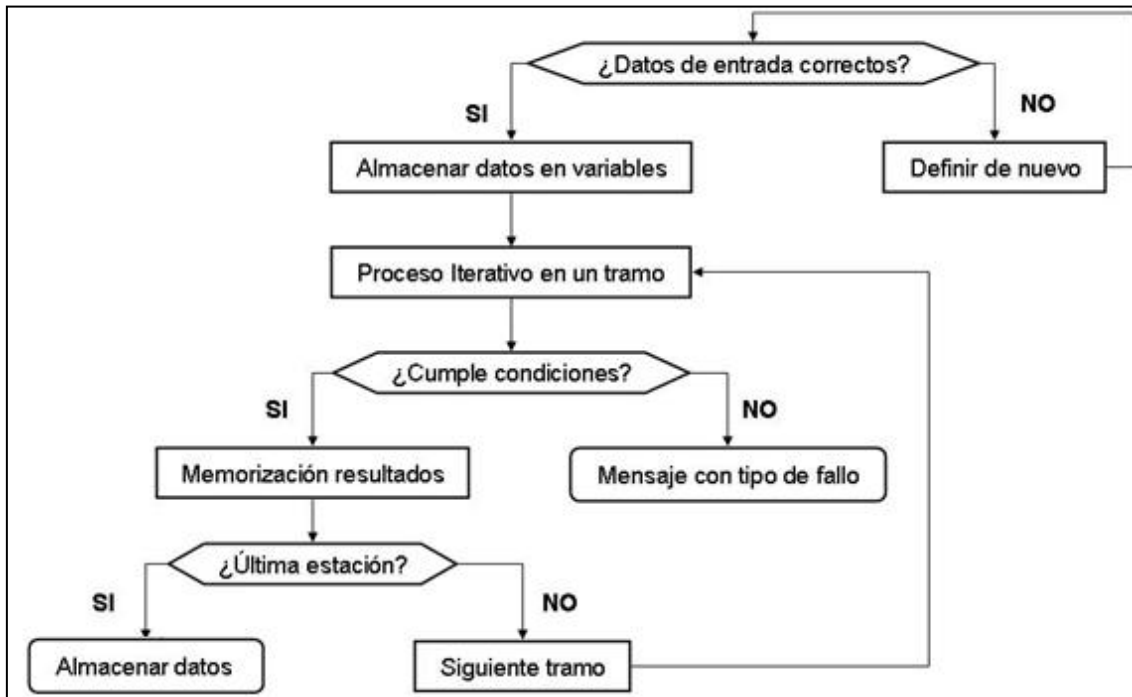 ¿Datos de entrada correctos?
SI
NO
Almacenar datos en variables
Definir de nuevo
Proceso Iterativo en un tramo
¿Cumple condiciones?
SI
NO
Memorización resultados
Mensaje con tipo de fallo
¿Última estación?
SI
NO
Almacenar datos
Siguiente tramo